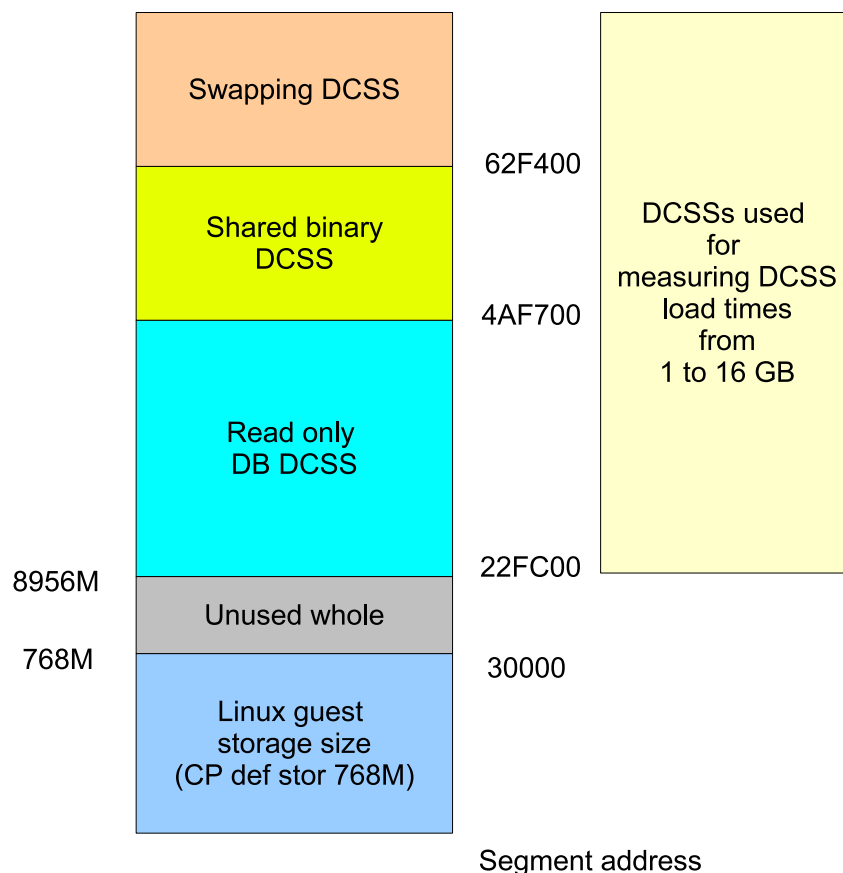 Swapping DCSS
62F400
Shared binary
DCSS
4AF700
Read only
DB DCSS
22FC00
8956M
Unused whole
768M
30000
Linux guest
storage size
(CP def stor 768M)
Segment address
DCSSs used
for
measuring DCSS
load times
from
1 to 16 GB